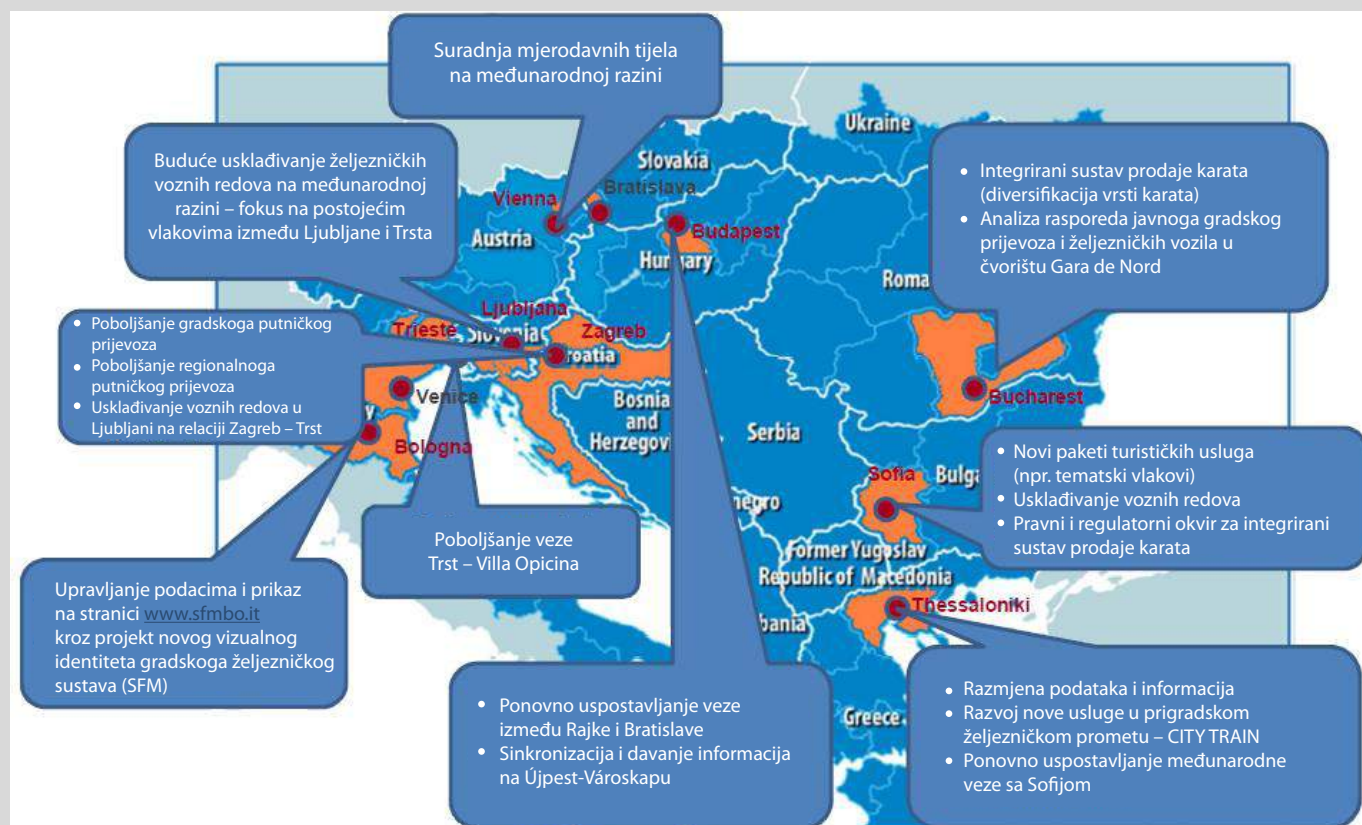 Suradnja mjerodavnih tijela
na međunarodnoj razini
Buduće usklađivanje željezničkih
voznih redova na međunarodnoj
razini – fokus na postojećim
vlakovima između Ljubljane i Trsta
• Integrirani sustav prodaje karata
(diversifikacija vrsti karata)
• Analiza rasporeda javnoga gradskog
prijevoza i željezničkih vozila u
čvorištu Gara de Nord
• Poboljšanje gradskoga putničkog
prijevoza
• Poboljšanje regionalnoga
putničkog prijevoza
• Usklađivanje voznih redova u
Ljubljani na relaciji Zagreb – Trst
• Novi paketi turističkih usluga
(npr. tematski vlakovi)
• Usklađivanje voznih redova
• Pravni i regulatorni okvir za integrirani
sustav prodaje karata
Poboljšanje veze
Trst – Villa Opicina
Upravljanje podacima i prikaz
na stranici www.sfmbo.it
kroz projekt novog vizualnog
identiteta gradskoga željezničkog
sustava (SFM)
• Ponovno uspostavljanje veze
između Rajke i Bratislave
• Sinkronizacija i davanje informacija
na Újpest-Városkapu
• Razmjena podataka i informacija
• Razvoj nove usluge u prigradskom
željezničkom prometu – CITY TRAIN
• Ponovno uspostavljanje međunarodne
veze sa Sofijom
Ukraine
Slovakia
Vienna
Bratislava
Austria
Budapest
Hungary
Roma
Ljubljana
Trieste
Slovenia
Zagreb
Croatia
Venice
Bologna
Bosnia
and
Herzegovi
Serbia
Bucharest
Sofia
Bulga
negro
Former Yugoslav
Republic of Macedonia
bania
Thessaloniki
Greece